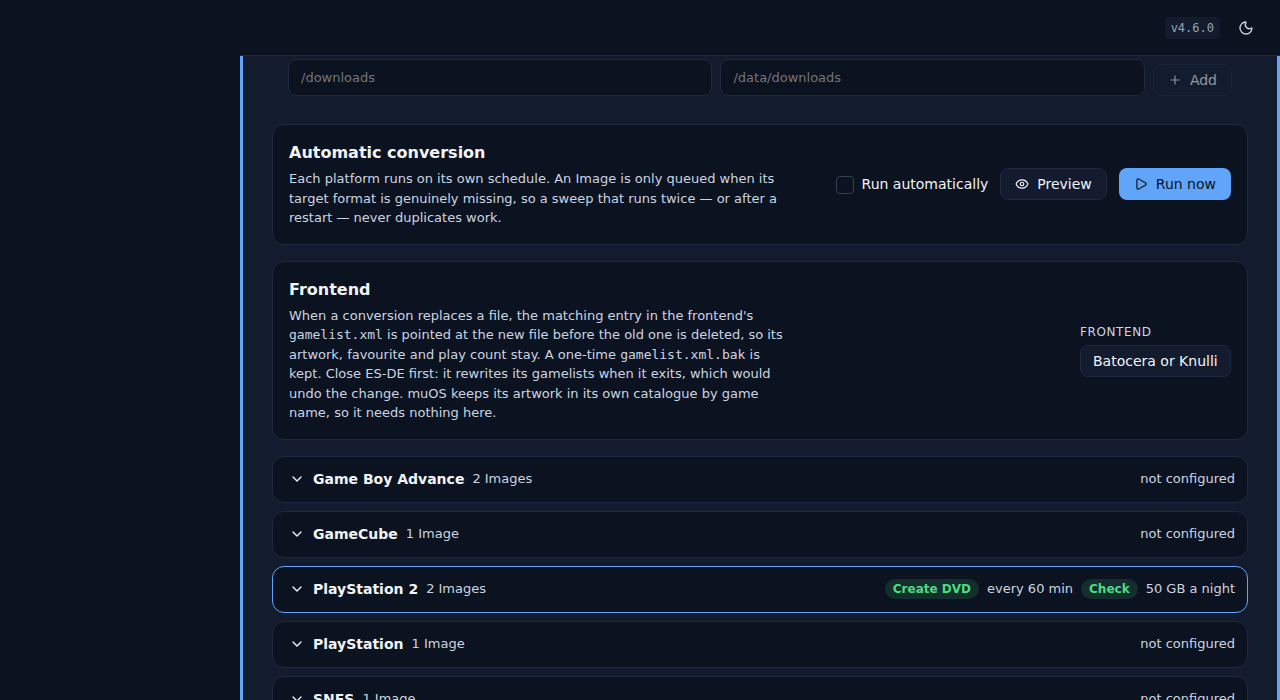 v4.6.0
/downloads
/data/downloads
Add
Automatic conversion
Each platform runs on its own schedule. An Image is only queued when its
target format is genuinely missing, so a sweep that runs twice — or after a
restart — never duplicates work.
Run automatically
Preview
Run now
Frontend
When a conversion replaces a file, the matching entry in the frontend's
gamelist.xml is pointed at the new file before the old one is deleted, so its
artwork, favourite and play count stay. A one-time gamelist.xml.bak is
kept. Close ES-DE first: it rewrites its gamelists when it exits, which would
undo the change. muOS keeps its artwork in its own catalogue by game
name, so it needs nothing here.
FRONTEND
Batocera or Knulli
Game Boy Advance 2 Images not configured
GameCube 1 Image not configured
PlayStation 2 2 Images Create DVD every 60 min Check 50 GB a night
PlayStation 1 Image not configured
SNES 1 Image not configured